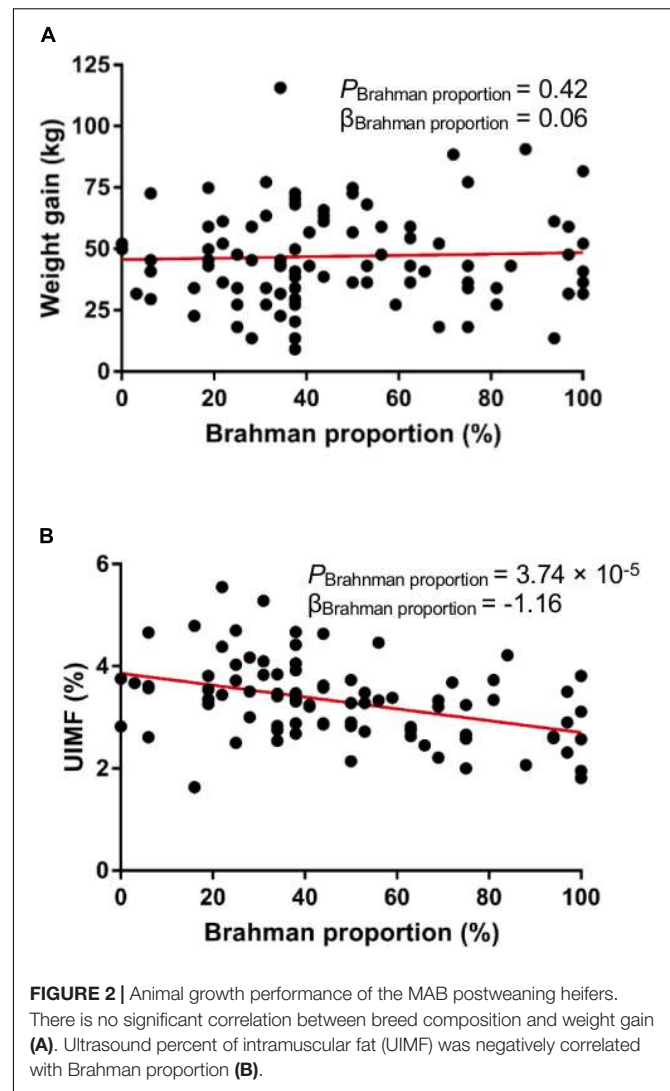 A
125
100
75
50
25
0
Weight gain (kg)
PBrahman proportion = 0.42
βBrahman proportion = 0.06
0 20 40 60 80 100
Brahman proportion (%)
B
6
4
2
0
UIMF (%)
PBrahnman proportion = 3.74 × 10-5
βBrahman proportion = -1.16
0 20 40 60 80 100
Brahman proportion (%)
FIGURE 2 | Animal growth performance of the MAB postweaning heifers.
There is no significant correlation between breed composition and weight gain
(A). Ultrasound percent of intramuscular fat (UIMF) was negatively correlated
with Brahman proportion (B).